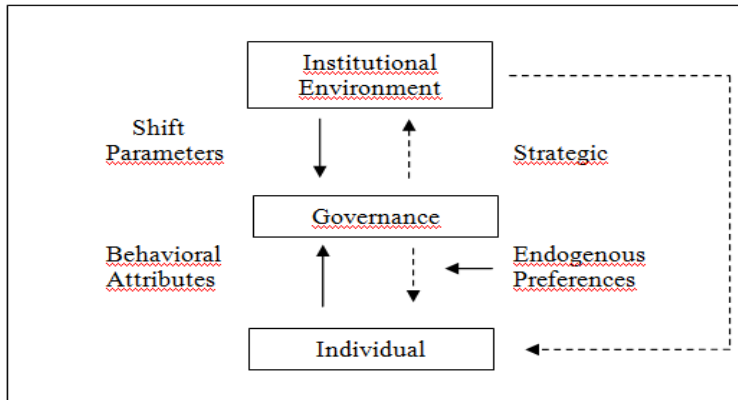 Institutional
Environment
Shift
Parameters
Strategic
Governance
Behavioral
Attributes
Endogenous
Preferences
Individual